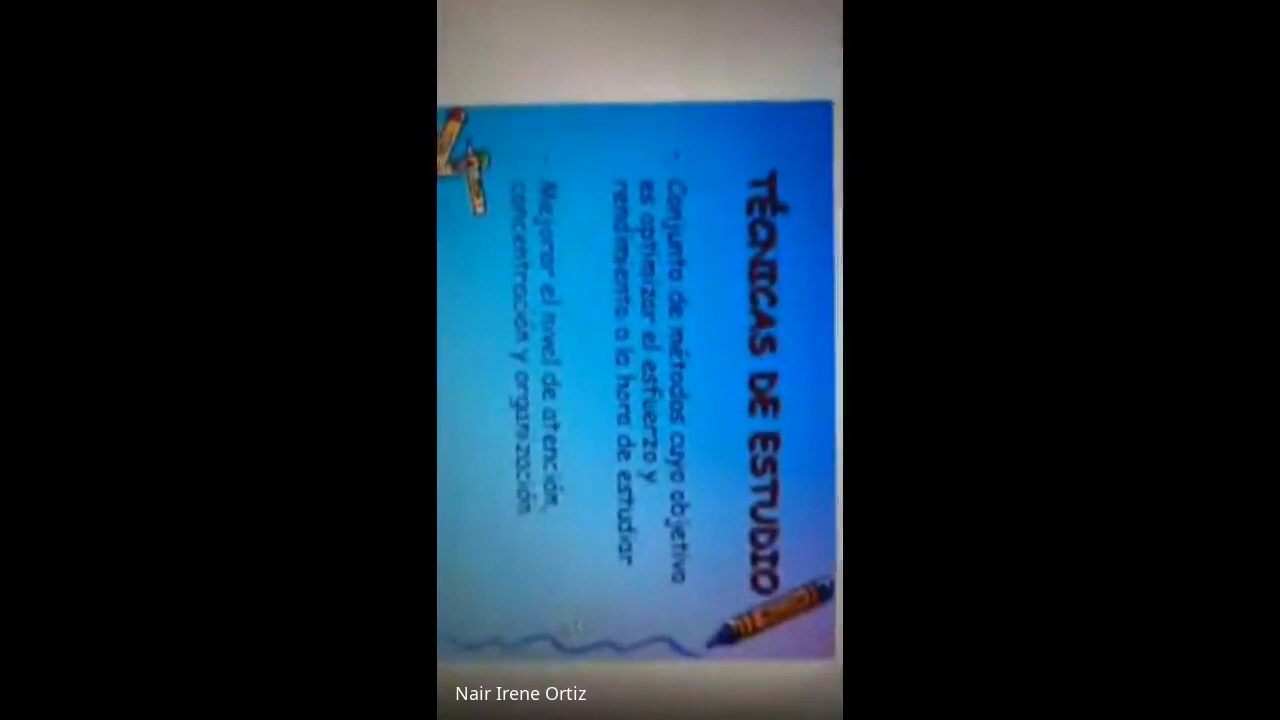 TÉCNICAS DE ESTUDIO
• Conjunto de métodos cuyo objetivo
es optimizar el esfuerzo y
rendimiento a la hora de estudiar
• Mejorar el nivel de atención,
concentración y organización
Nair Irene Ortiz